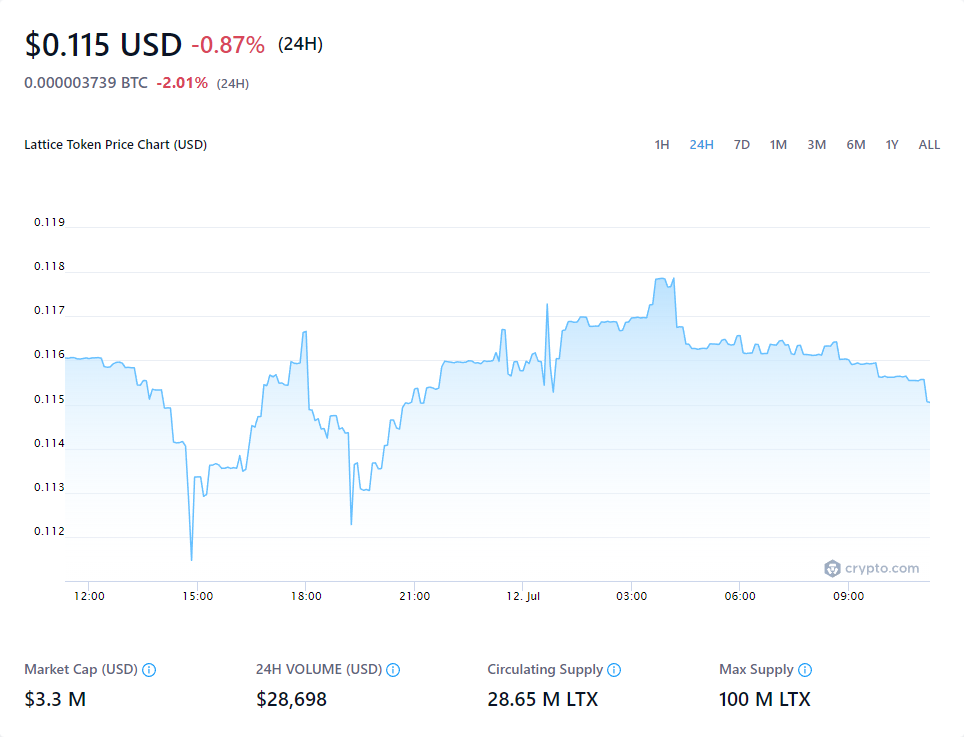 $0.115 USD -0.87% (24H)
0.000003739 BTC -2.01% (24H)
Lattice Token Price Chart (USD)
1H 24H 7D 1M 3M 6M 1Y ALL
0.119
0.118
0.117
0.116
0.115
0.114
0.113
0.112
crypto.com
12:00 15:00 18:00 21:00 12. Jul 03:00 06:00 09:00
Market Cap (USD) 24H VOLUME (USD) Circulating Supply Max Supply
$3.3 M $28,698 28.65 M LTX 100 M LTX